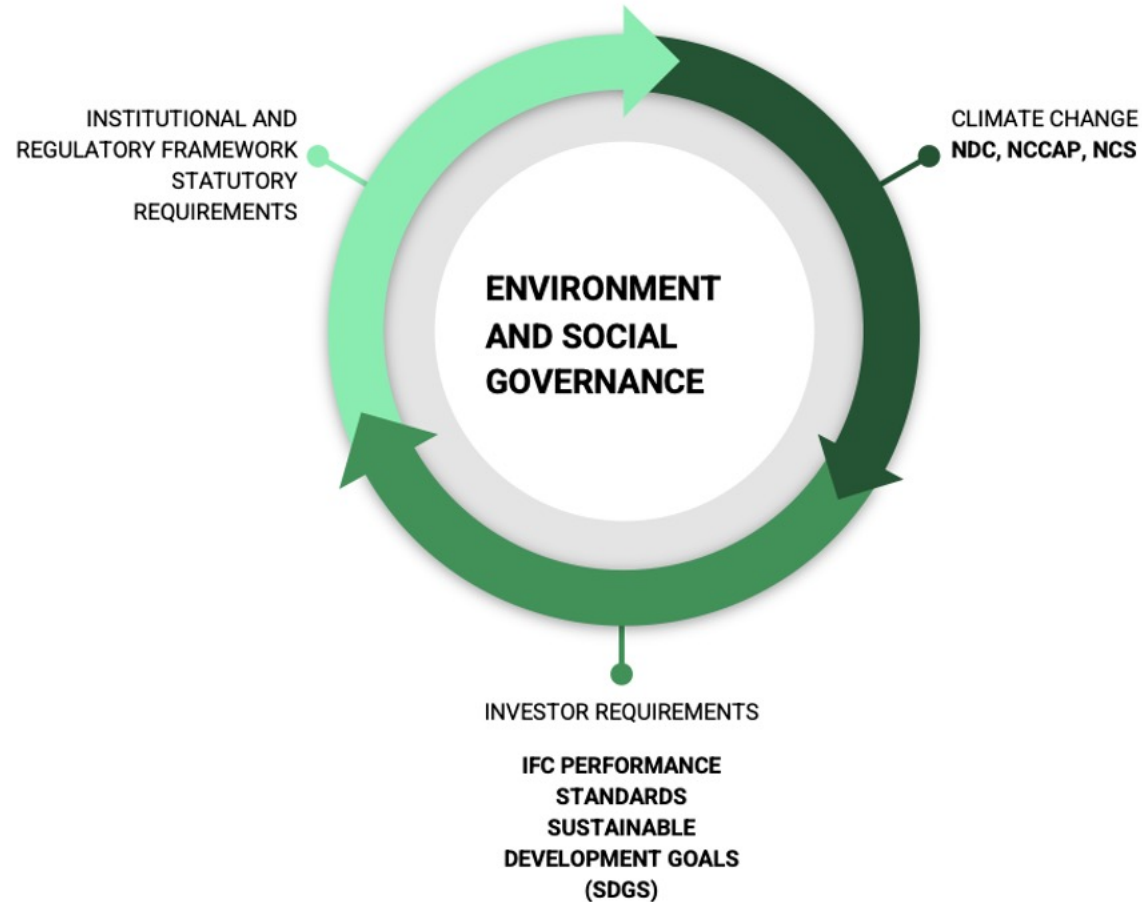 INSTITUTIONAL AND
REGULATORY FRAMEWORK
STATUTORY
REQUIREMENTS
CLIMATE CHANGE
NDC, NCCAP, NCS
ENVIRONMENT
AND SOCIAL
GOVERNANCE
INVESTOR REQUIREMENTS
IFC PERFORMANCE
STANDARDS
SUSTAINABLE
DEVELOPMENT GOALS
(SDGS)